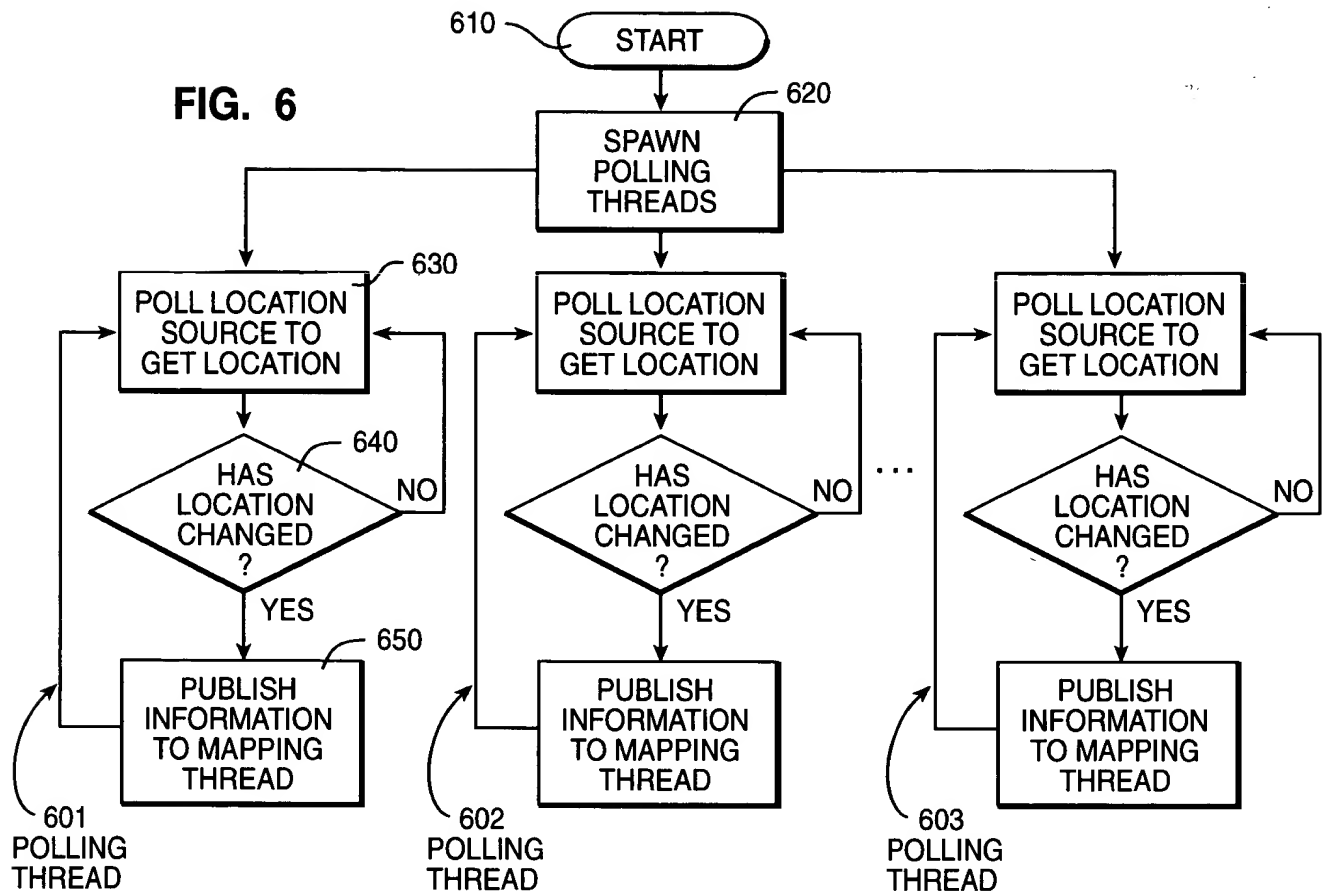 610
START
FIG. 6
620
SPAWN
POLLING
THREADS
630
POLL LOCATION
SOURCE TO
GET LOCATION
POLL LOCATION
SOURCE TO
GET LOCATION
POLL LOCATION
SOURCE TO
GET LOCATION
640
HAS
LOCATION
CHANGED
?
NO
YES
HAS
LOCATION
CHANGED
?
NO
YES
...
HAS
LOCATION
CHANGED
?
NO
YES
650
PUBLISH
INFORMATION
TO MAPPING
THREAD
PUBLISH
INFORMATION
TO MAPPING
THREAD
PUBLISH
INFORMATION
TO MAPPING
THREAD
601
POLLING
THREAD
602
POLLING
THREAD
603
POLLING
THREAD